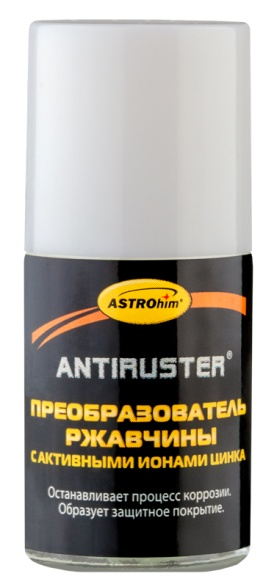 ASTROhim®
ANTIRUSTER®
ПРЕОБРАЗОВАТЕЛЬ
РЖАВЧИНЫ
С АКТИВНЫМИ ИОНАМИ ЦИНКА
Останавливает процесс коррозии.
Образует защитное покрытие.